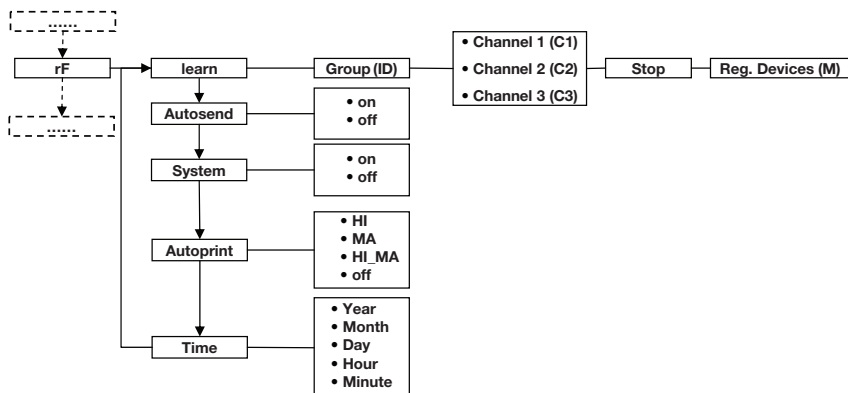 ......
rF
......
learn
Group (ID)
• Channel 1 (C1)
• Channel 2 (C2)
• Channel 3 (C3)
Stop
Reg. Devices (M)
Autosend
• on
• off
System
• on
• off
Autoprint
• HI
• MA
• HI_MA
• off
Time
• Year
• Month
• Day
• Hour
• Minute